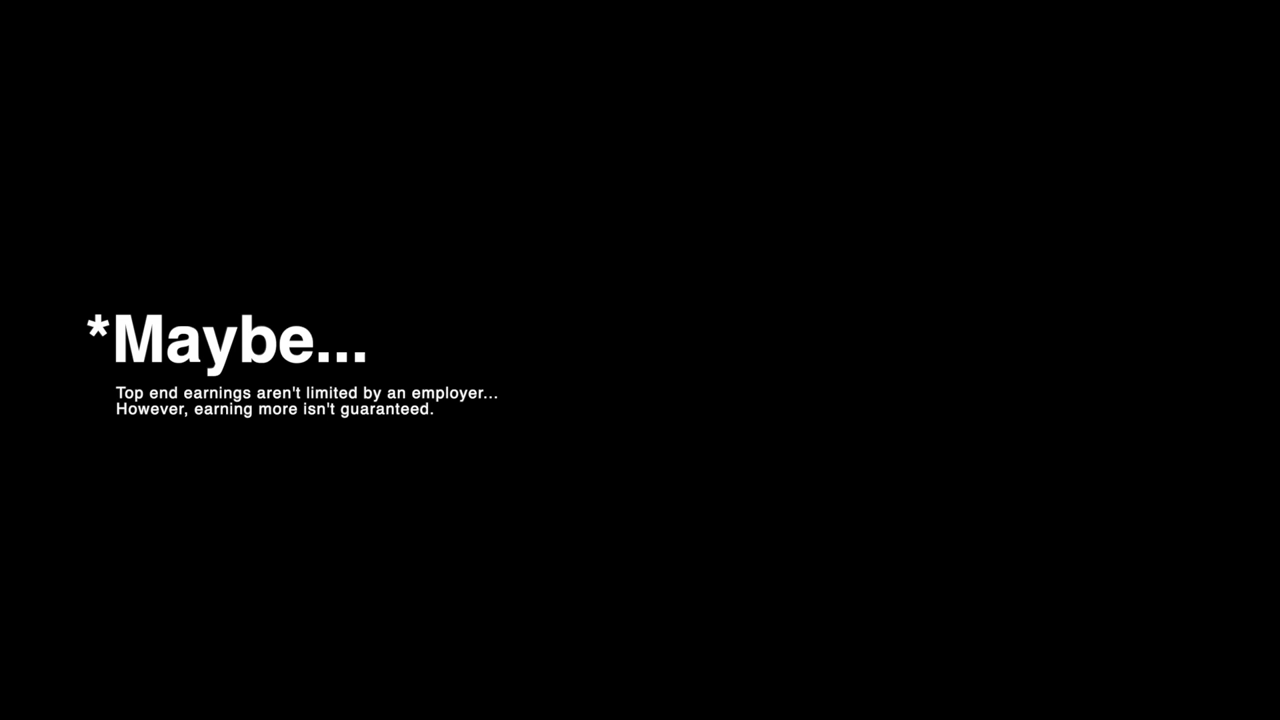 *Maybe...
Top end earnings aren't limited by an employer...
However, earning more isn't guaranteed.